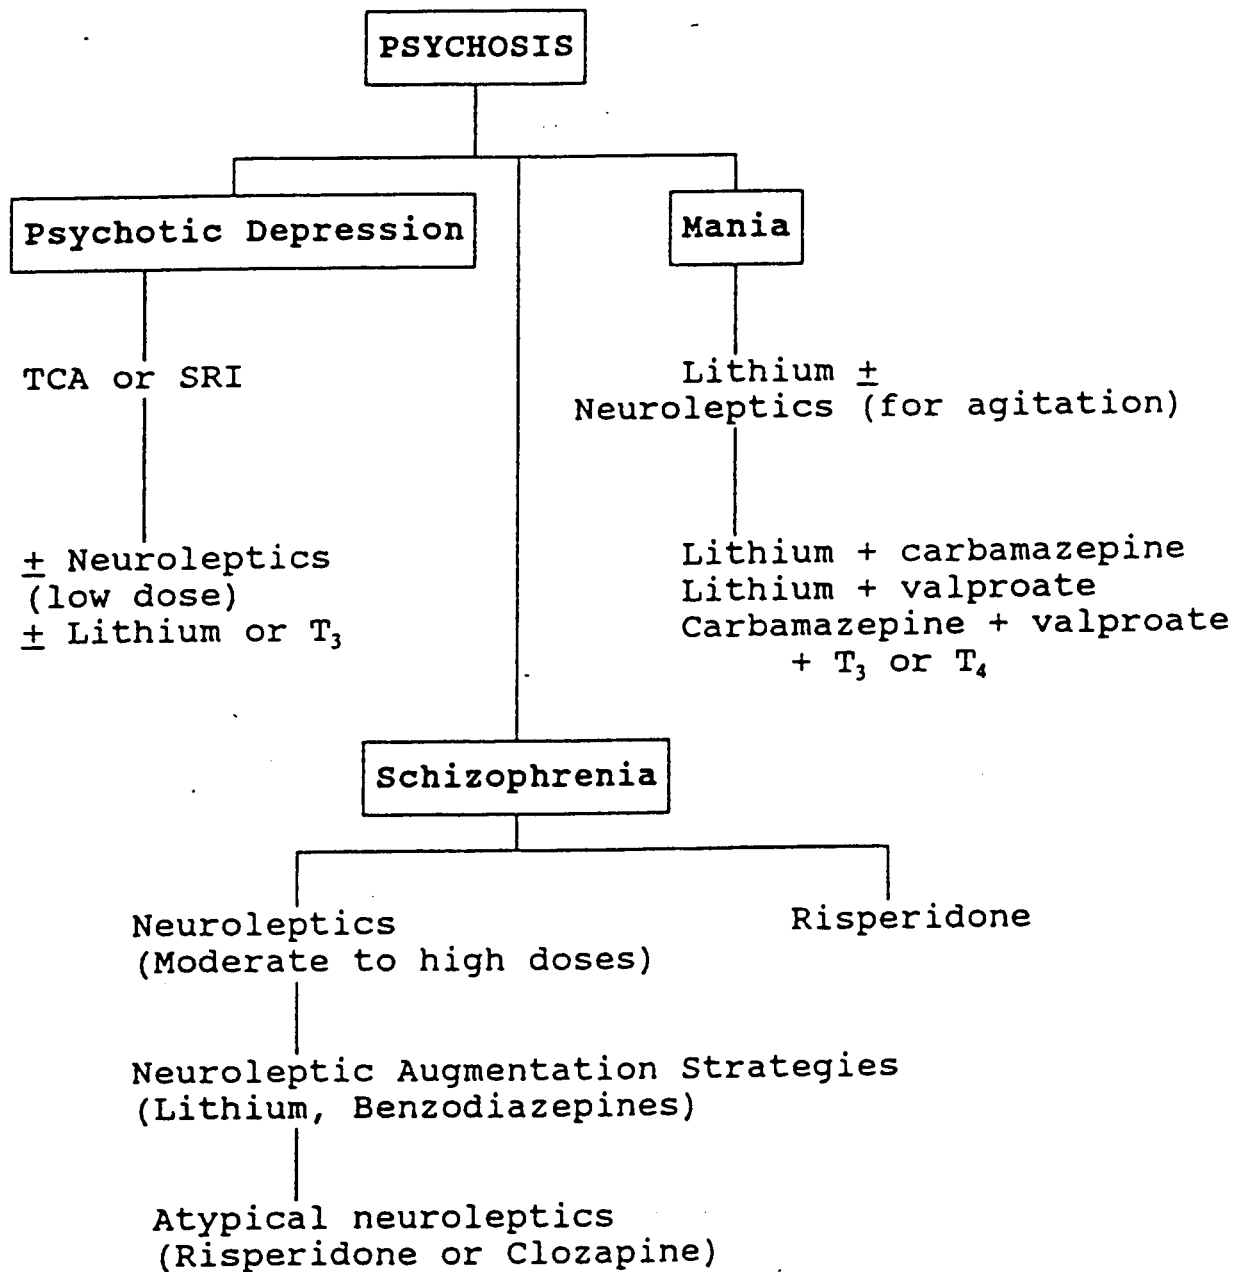 PSYCHOSIS
Psychotic Depression
Mania
TCA or SRI
Lithium ±
Neuroleptics (for agitation)
± Neuroleptics
(low dose)
± Lithium or T₃
Lithium + carbamazepine
Lithium + valproate
Carbamazepine + valproate
+ T₃ or T₄
Schizophrenia
Neuroleptics
(Moderate to high doses)
Risperidone
Neuroleptic Augmentation Strategies
(Lithium, Benzodiazepines)
Atypical neuroleptics
(Risperidone or Clozapine)